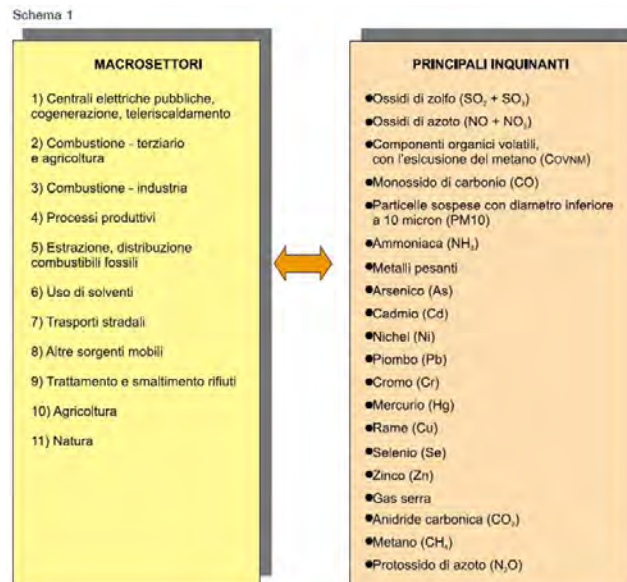 Schema 1
MACROSETTORI
1) Centrali elettriche pubbliche,
cogenerazione, teleriscaldamento
2) Combustione - terziario
e agricoltura
3) Combustione - industria
4) Processi produttivi
5) Estrazione, distribuzione
combustibili fossili
6) Uso di solventi
7) Trasporti stradali
8) Altre sorgenti mobili
9) Trattamento e smaltimento rifiuti
10) Agricoltura
11) Natura
PRINCIPALI INQUINANTI
●Ossidi di zolfo (SO₂ + SO₃)
●Ossidi di azoto (NO + NO₂)
●Componenti organici volatili,
con l'esicusione del metano (COVNM)
●Monossido di carbonio (CO)
●Particelle sospese con diametro inferiore
a 10 micron (PM10)
●Ammoniaca (NH₃)
●Metalli pesanti
●Arsenico (As)
●Cadmio (Cd)
●Nichel (Ni)
●Piombo (Pb)
●Cromo (Cr)
●Mercurio (Hg)
●Rame (Cu)
●Selenio (Se)
●Zinco (Zn)
●Gas serra
●Anidride carbonica (CO₂)
●Metano (CH₄)
●Protossido di azoto (N₂O)